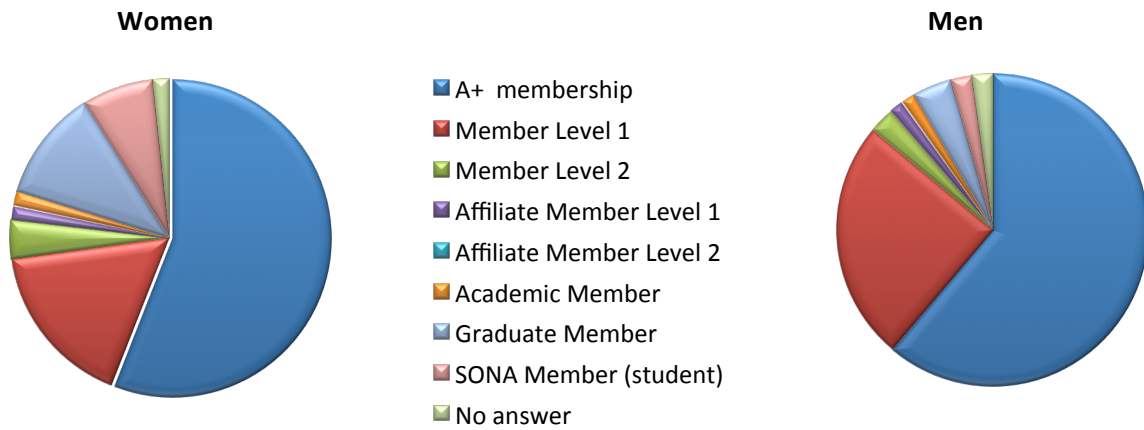 Women
Men
A+ membership
Member Level 1
Member Level 2
Affiliate Member Level 1
Affiliate Member Level 2
Academic Member
Graduate Member
SONA Member (student)
No answer